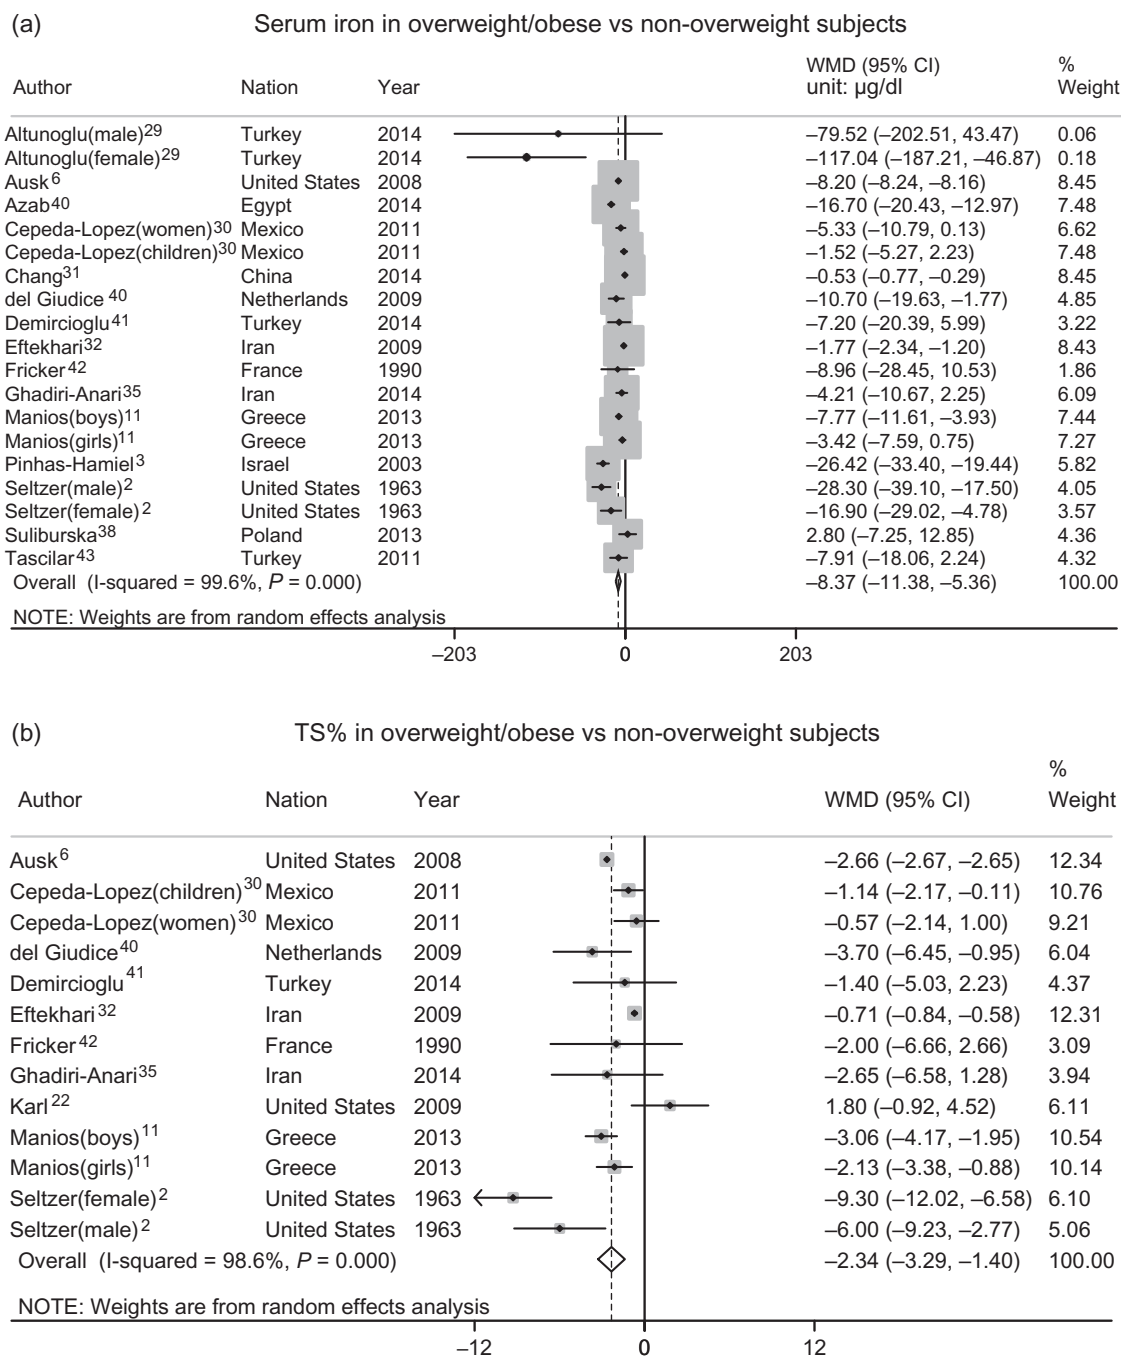 (a) Serum iron in overweight/obese vs non-overweight subjects
WMD (95% CI) %
Author Nation Year unit: µg/dl Weight
Altunoglu(male)29 Turkey 2014 –79.52 (–202.51, 43.47) 0.06
Altunoglu(female)29 Turkey 2014 –117.04 (–187.21, –46.87) 0.18
Ausk6 United States 2008 –8.20 (–8.24, –8.16) 8.45
Azab40 Egypt 2014 –16.70 (–20.43, –12.97) 7.48
Cepeda-Lopez(women)30 Mexico 2011 –5.33 (–10.79, 0.13) 6.62
Cepeda-Lopez(children)30 Mexico 2011 –1.52 (–5.27, 2.23) 7.48
Chang31 China 2014 –0.53 (–0.77, –0.29) 8.45
del Giudice 40 Netherlands 2009 –10.70 (–19.63, –1.77) 4.85
Demircioglu41 Turkey 2014 –7.20 (–20.39, 5.99) 3.22
Eftekhari32 Iran 2009 –1.77 (–2.34, –1.20) 8.43
Fricker42 France 1990 –8.96 (–28.45, 10.53) 1.86
Ghadiri-Anari35 Iran 2014 –4.21 (–10.67, 2.25) 6.09
Manios(boys)11 Greece 2013 –7.77 (–11.61, –3.93) 7.44
Manios(girls)11 Greece 2013 –3.42 (–7.59, 0.75) 7.27
Pinhas-Hamiel3 Israel 2003 –26.42 (–33.40, –19.44) 5.82
Seltzer(male)2 United States 1963 –28.30 (–39.10, –17.50) 4.05
Seltzer(female)2 United States 1963 –16.90 (–29.02, –4.78) 3.57
Suliburska38 Poland 2013 2.80 (–7.25, 12.85) 4.36
Tascilar43 Turkey 2011 –7.91 (–18.06, 2.24) 4.32
Overall (I-squared = 99.6%, P = 0.000) –8.37 (–11.38, –5.36) 100.00
NOTE: Weights are from random effects analysis
–203 0 203
(b) TS% in overweight/obese vs non-overweight subjects
%
Author Nation Year WMD (95% CI) Weight
Ausk6 United States 2008 –2.66 (–2.67, –2.65) 12.34
Cepeda-Lopez(children)30 Mexico 2011 –1.14 (–2.17, –0.11) 10.76
Cepeda-Lopez(women)30 Mexico 2011 –0.57 (–2.14, 1.00) 9.21
del Giudice40 Netherlands 2009 –3.70 (–6.45, –0.95) 6.04
Demircioglu41 Turkey 2014 –1.40 (–5.03, 2.23) 4.37
Eftekhari32 Iran 2009 –0.71 (–0.84, –0.58) 12.31
Fricker42 France 1990 –2.00 (–6.66, 2.66) 3.09
Ghadiri-Anari35 Iran 2014 –2.65 (–6.58, 1.28) 3.94
Karl22 United States 2009 1.80 (–0.92, 4.52) 6.11
Manios(boys)11 Greece 2013 –3.06 (–4.17, –1.95) 10.54
Manios(girls)11 Greece 2013 –2.13 (–3.38, –0.88) 10.14
Seltzer(female)2 United States 1963 –9.30 (–12.02, –6.58) 6.10
Seltzer(male)2 United States 1963 –6.00 (–9.23, –2.77) 5.06
Overall (I-squared = 98.6%, P = 0.000) –2.34 (–3.29, –1.40) 100.00
NOTE: Weights are from random effects analysis
–12 0 12